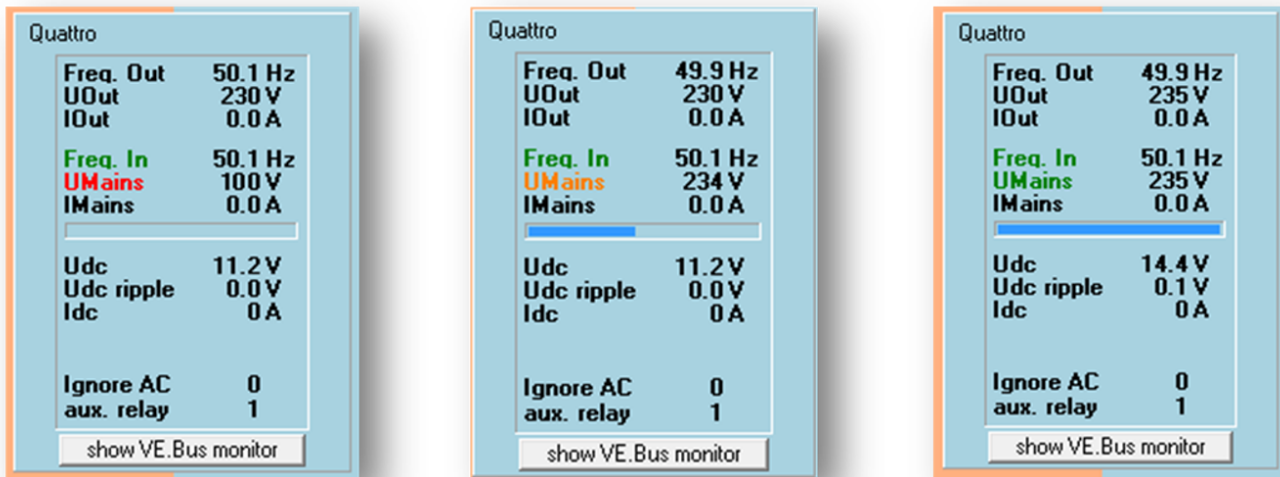 Quattro
Freq. Out 50.1 Hz
UOut 230 V
IOut 0.0 A
Freq. In 50.1 Hz
UMains 100 V
IMains 0.0 A
Udc 11.2 V
Udc ripple 0.0 V
Idc 0 A
Ignore AC 0
aux. relay 1
show VE.Bus monitor
Quattro
Freq. Out 49.9 Hz
UOut 230 V
IOut 0.0 A
Freq. In 50.1 Hz
UMains 234 V
IMains 0.0 A
Udc 11.2 V
Udc ripple 0.0 V
Idc 0 A
Ignore AC 0
aux. relay 1
show VE.Bus monitor
Quattro
Freq. Out 49.9 Hz
UOut 235 V
IOut 0.0 A
Freq. In 50.1 Hz
UMains 235 V
IMains 0.0 A
Udc 14.4 V
Udc ripple 0.1 V
Idc 0 A
Ignore AC 0
aux. relay 1
show VE.Bus monitor